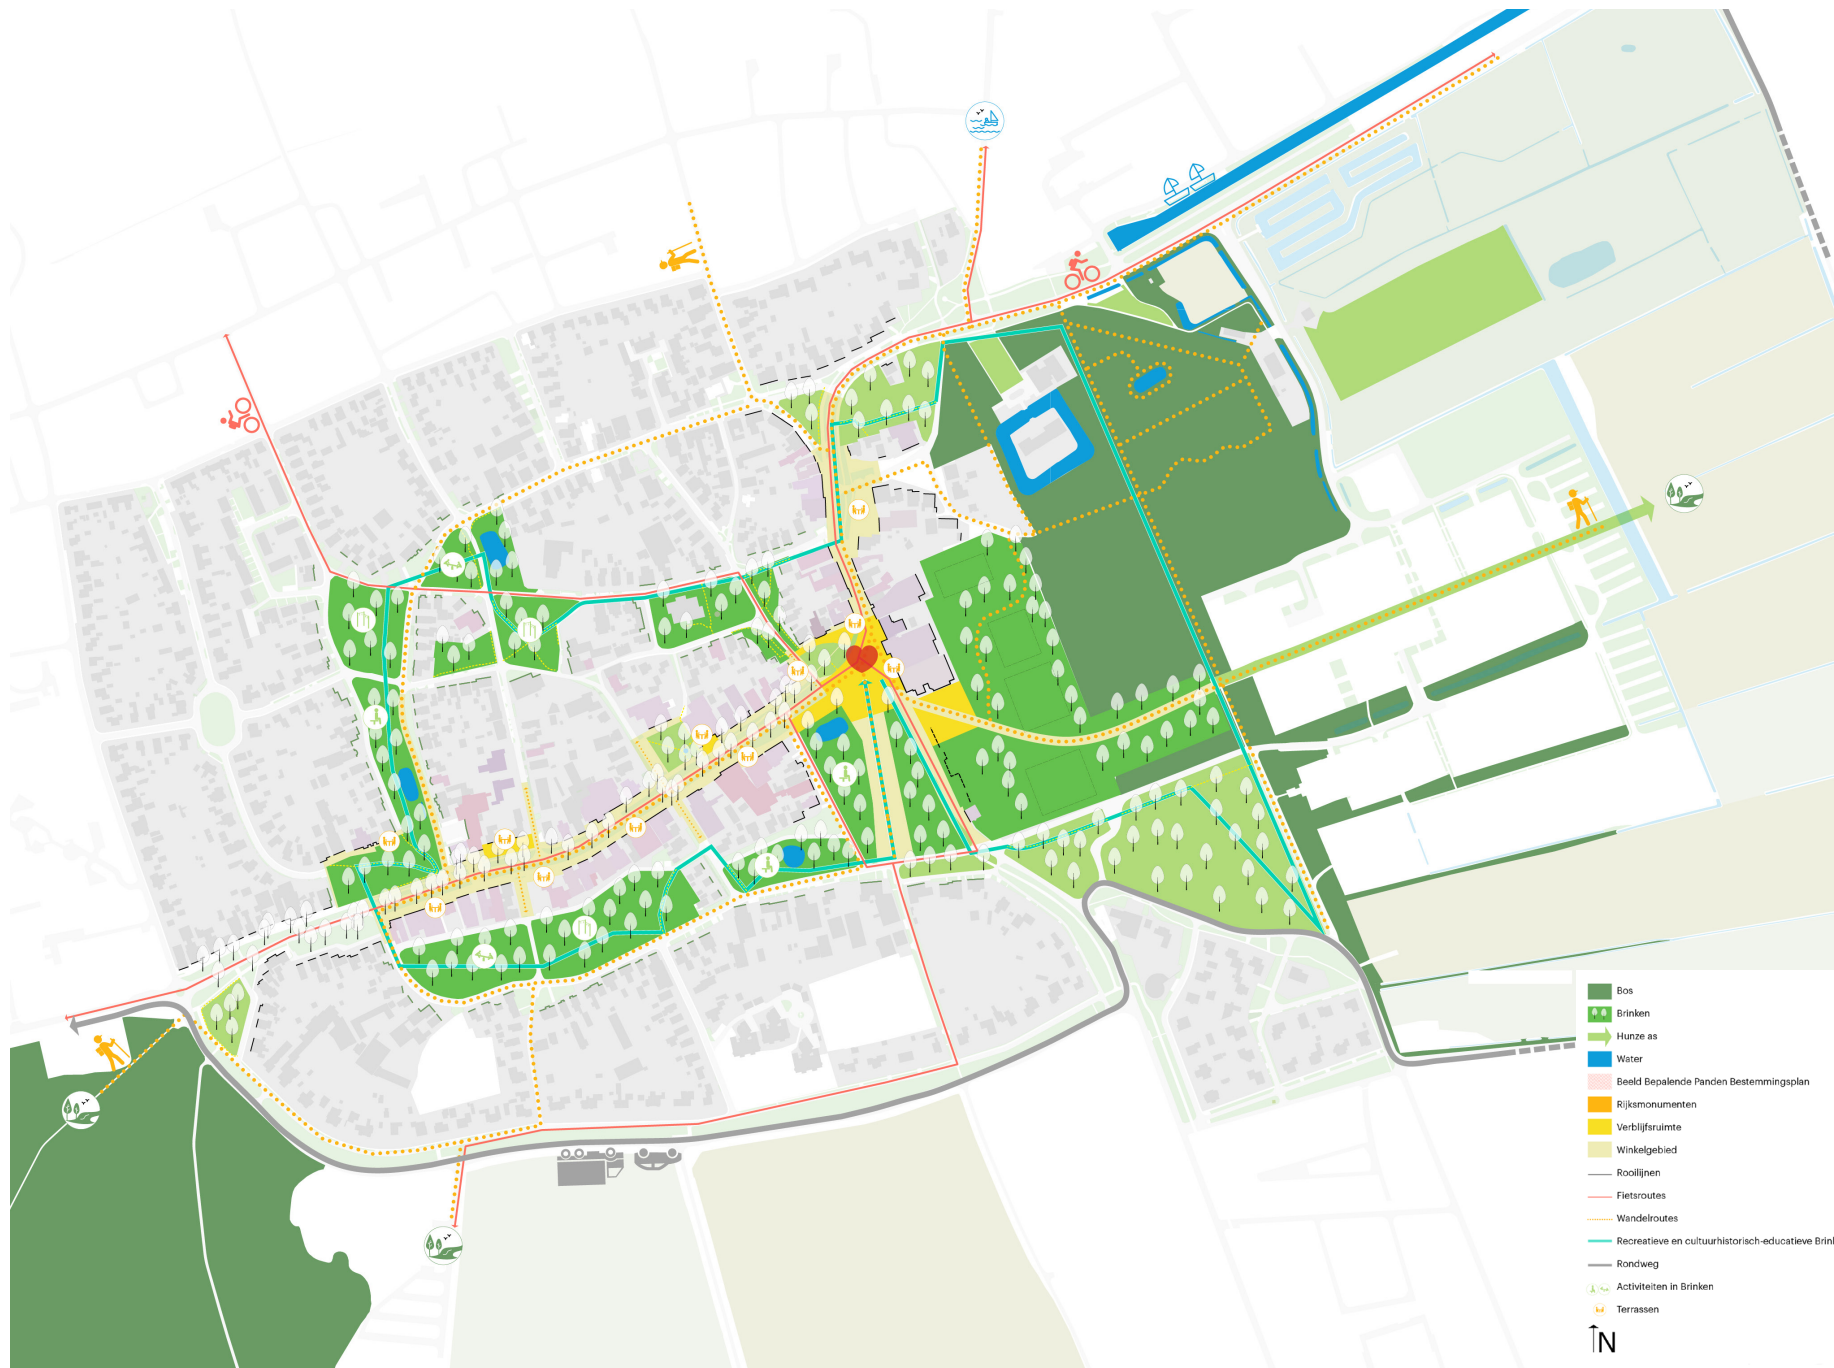 Bos
Brinken
Hunze as
Water
Beeld Bepalende Panden Bestemmingsplan
Rijksmonumenten
Verblijfsruimte
Winkelgebied
Rooilijnen
Fietsroutes
Wandelroutes
Recreatieve en cultuurhistorisch-educatieve Brin
Rondweg
Activiteiten in Brinken
Terrassen
N